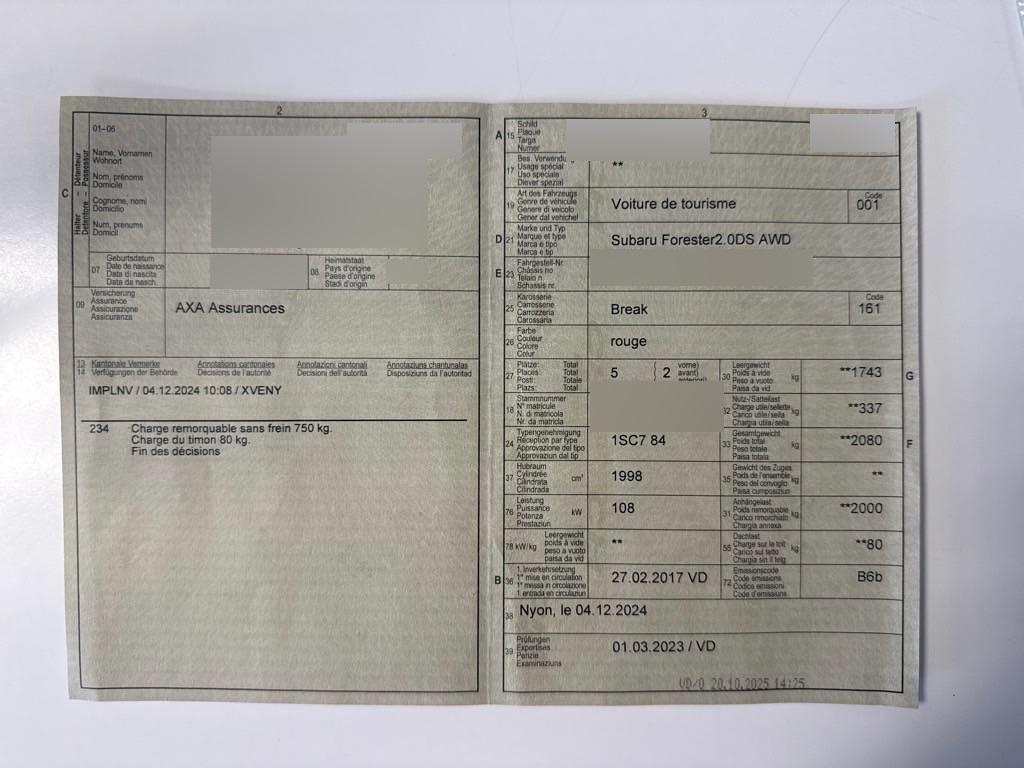 2
01–06
Halter – Détenteur
Detentore – Possessur
C
Name, Vornamen
Wohnort
Nom, prénoms
Domicile
Cognome, nomi
Domicilio
Num, prenums
Domicil
07
Geburtsdatum
Date de naissance
Data di nascita
Data da nasch.
08
Heimatstaat
Pays d'origine
Paese d'origine
Stadi d'origin
09
Versicherung
Assurance
Assicurazione
Assicuranza
AXA Assurances
13 Kantonale Vermerke Annotations cantonales Annotazioni cantonali Annotaziuns chantunalas
14 Verfügungen der Behörde Décisions de l'autorité Decisioni dell'autorità Disposiziuns da l'autoritad
IMPLNV / 04.12.2024 10:08 / XVENY
234 Charge remorquable sans frein 750 kg.
Charge du timon 80 kg.
Fin des décisions
3
A 15
Schild
Plaque
Targa
Numer
17
Bes. Verwendu
Usage spécial
Uso speciale
Diever spezial
**
19
Art des Fahrzeugs
Genre de véhicule
Genere di veicolo
Gener dal vehichel
Voiture de tourisme
Code
001
D 21
Marke und Typ
Marque et type
Marca e tipo
Marca e tip
Subaru Forester2.0DS AWD
E 23
Fahrgestell-Nr.
Châssis no
Telaio n.
Schassis nr.
25
Karosserie
Carrosserie
Carrozzeria
Carossaria
Break
Code
161
26
Farbe
Couleur
Colore
Colur
rouge
27
Plätze: Total
Places: Total
Posti: Totale
Plazs: Total
5 { 2 vorne)
avant)
anteriori)
30
Leergewicht
Poids à vide
Peso a vuoto
Paisa da vid
kg
**1743
G
18
Stammnummer
N° matricule
N. di matricola
Nr. da matricla
32
Nutz-/Sattellast
Charge utile/sellette
Carico utile/sella
Chargia utila/sella
kg
**337
24
Typengenehmigung
Réception par type
Approvazione del tipo
Approvaziun dal tip
1SC7 84
33
Gesamtgewicht
Poids total
Peso totale
Paisa totala
kg
**2080
F
37
Hubraum
Cylindrée
Cilindrata
Cilindrada
cm³
1998
35
Gewicht des Zuges
Poids de l'ensemble
Peso del convoglio
Paisa cumposiziun
kg
**
76
Leistung
Puissance
Potenza
Prestaziun
kW
108
31
Anhängelast
Poids remorquable
Carico rimorchiato
Chargia annexa
kg
**2000
78 kW/kg
Leergewicht
poids à vide
peso a vuoto
paisa da vid
**
55
Dachlast
Charge sur le toit
Carico sul tetto
Chargia sin il tetg
kg
**80
B 36
1. Inverkehrsetzung
1re mise en circulation
1a messa in circolazione
1. entrada en circulaziun
27.02.2017 VD
72
Emissionscode
Code émissions
Codice emissioni
Code d'emissiuns
B6b
38
Nyon, le 04.12.2024
39
Prüfungen
Expertises
Perizie
Examinaziuns
01.03.2023 / VD
VD/0 20.10.2025 14:25